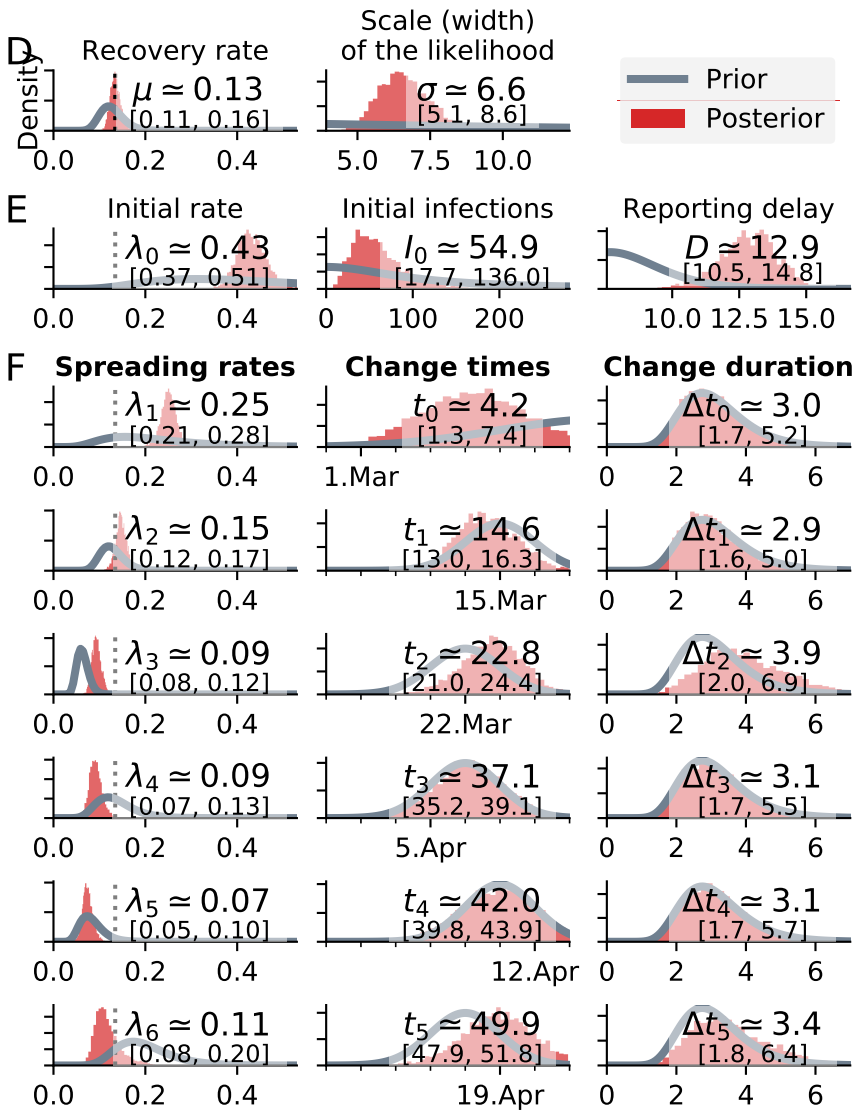 D
Density
Recovery rate
μ ≃ 0.13
[0.11, 0.16]
0.0 0.2 0.4
Scale (width)
of the likelihood
σ ≃ 6.6
[5.1, 8.6]
5.0 7.5 10.0
Prior
Posterior
E
Initial rate
λ0 ≃ 0.43
[0.37, 0.51]
0.0 0.2 0.4
Initial infections
I0 ≃ 54.9
[17.7, 136.0]
0 100 200
Reporting delay
D ≃ 12.9
[10.5, 14.8]
10.0 12.5 15.0
F
Spreading rates Change times Change duration
λ1 ≃ 0.25
[0.21, 0.28]
0.0 0.2 0.4
t0 ≃ 4.2
[1.3, 7.4]
1.Mar
Δt0 ≃ 3.0
[1.7, 5.2]
0 2 4 6
λ2 ≃ 0.15
[0.12, 0.17]
0.0 0.2 0.4
t1 ≃ 14.6
[13.0, 16.3]
15.Mar
Δt1 ≃ 2.9
[1.6, 5.0]
0 2 4 6
λ3 ≃ 0.09
[0.08, 0.12]
0.0 0.2 0.4
t2 ≃ 22.8
[21.0, 24.4]
22.Mar
Δt2 ≃ 3.9
[2.0, 6.9]
0 2 4 6
λ4 ≃ 0.09
[0.07, 0.13]
0.0 0.2 0.4
t3 ≃ 37.1
[35.2, 39.1]
5.Apr
Δt3 ≃ 3.1
[1.7, 5.5]
0 2 4 6
λ5 ≃ 0.07
[0.05, 0.10]
0.0 0.2 0.4
t4 ≃ 42.0
[39.8, 43.9]
12.Apr
Δt4 ≃ 3.1
[1.7, 5.7]
0 2 4 6
λ6 ≃ 0.11
[0.08, 0.20]
0.0 0.2 0.4
t5 ≃ 49.9
[47.9, 51.8]
19.Apr
Δt5 ≃ 3.4
[1.8, 6.4]
0 2 4 6